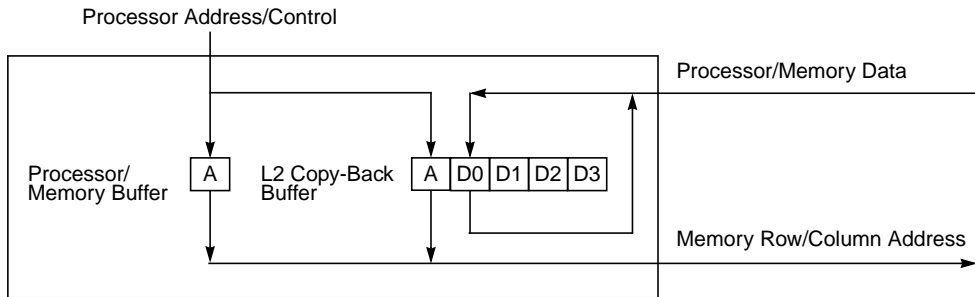 Processor Address/Control
Processor/Memory Data
Processor/
Memory Buffer
A
L2 Copy-Back
Buffer
A D0 D1 D2 D3
Memory Row/Column Address